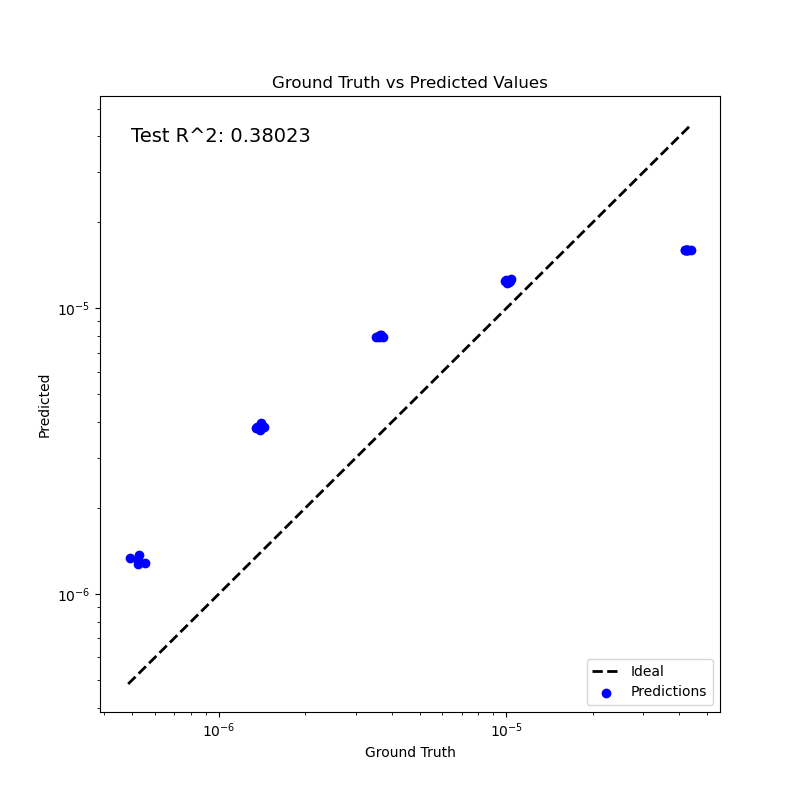 Ground Truth vs Predicted Values
Test R^2: 0.38023
10⁻⁵
10⁻⁶
Predicted
10⁻⁶
10⁻⁵
Ground Truth
Ideal
Predictions